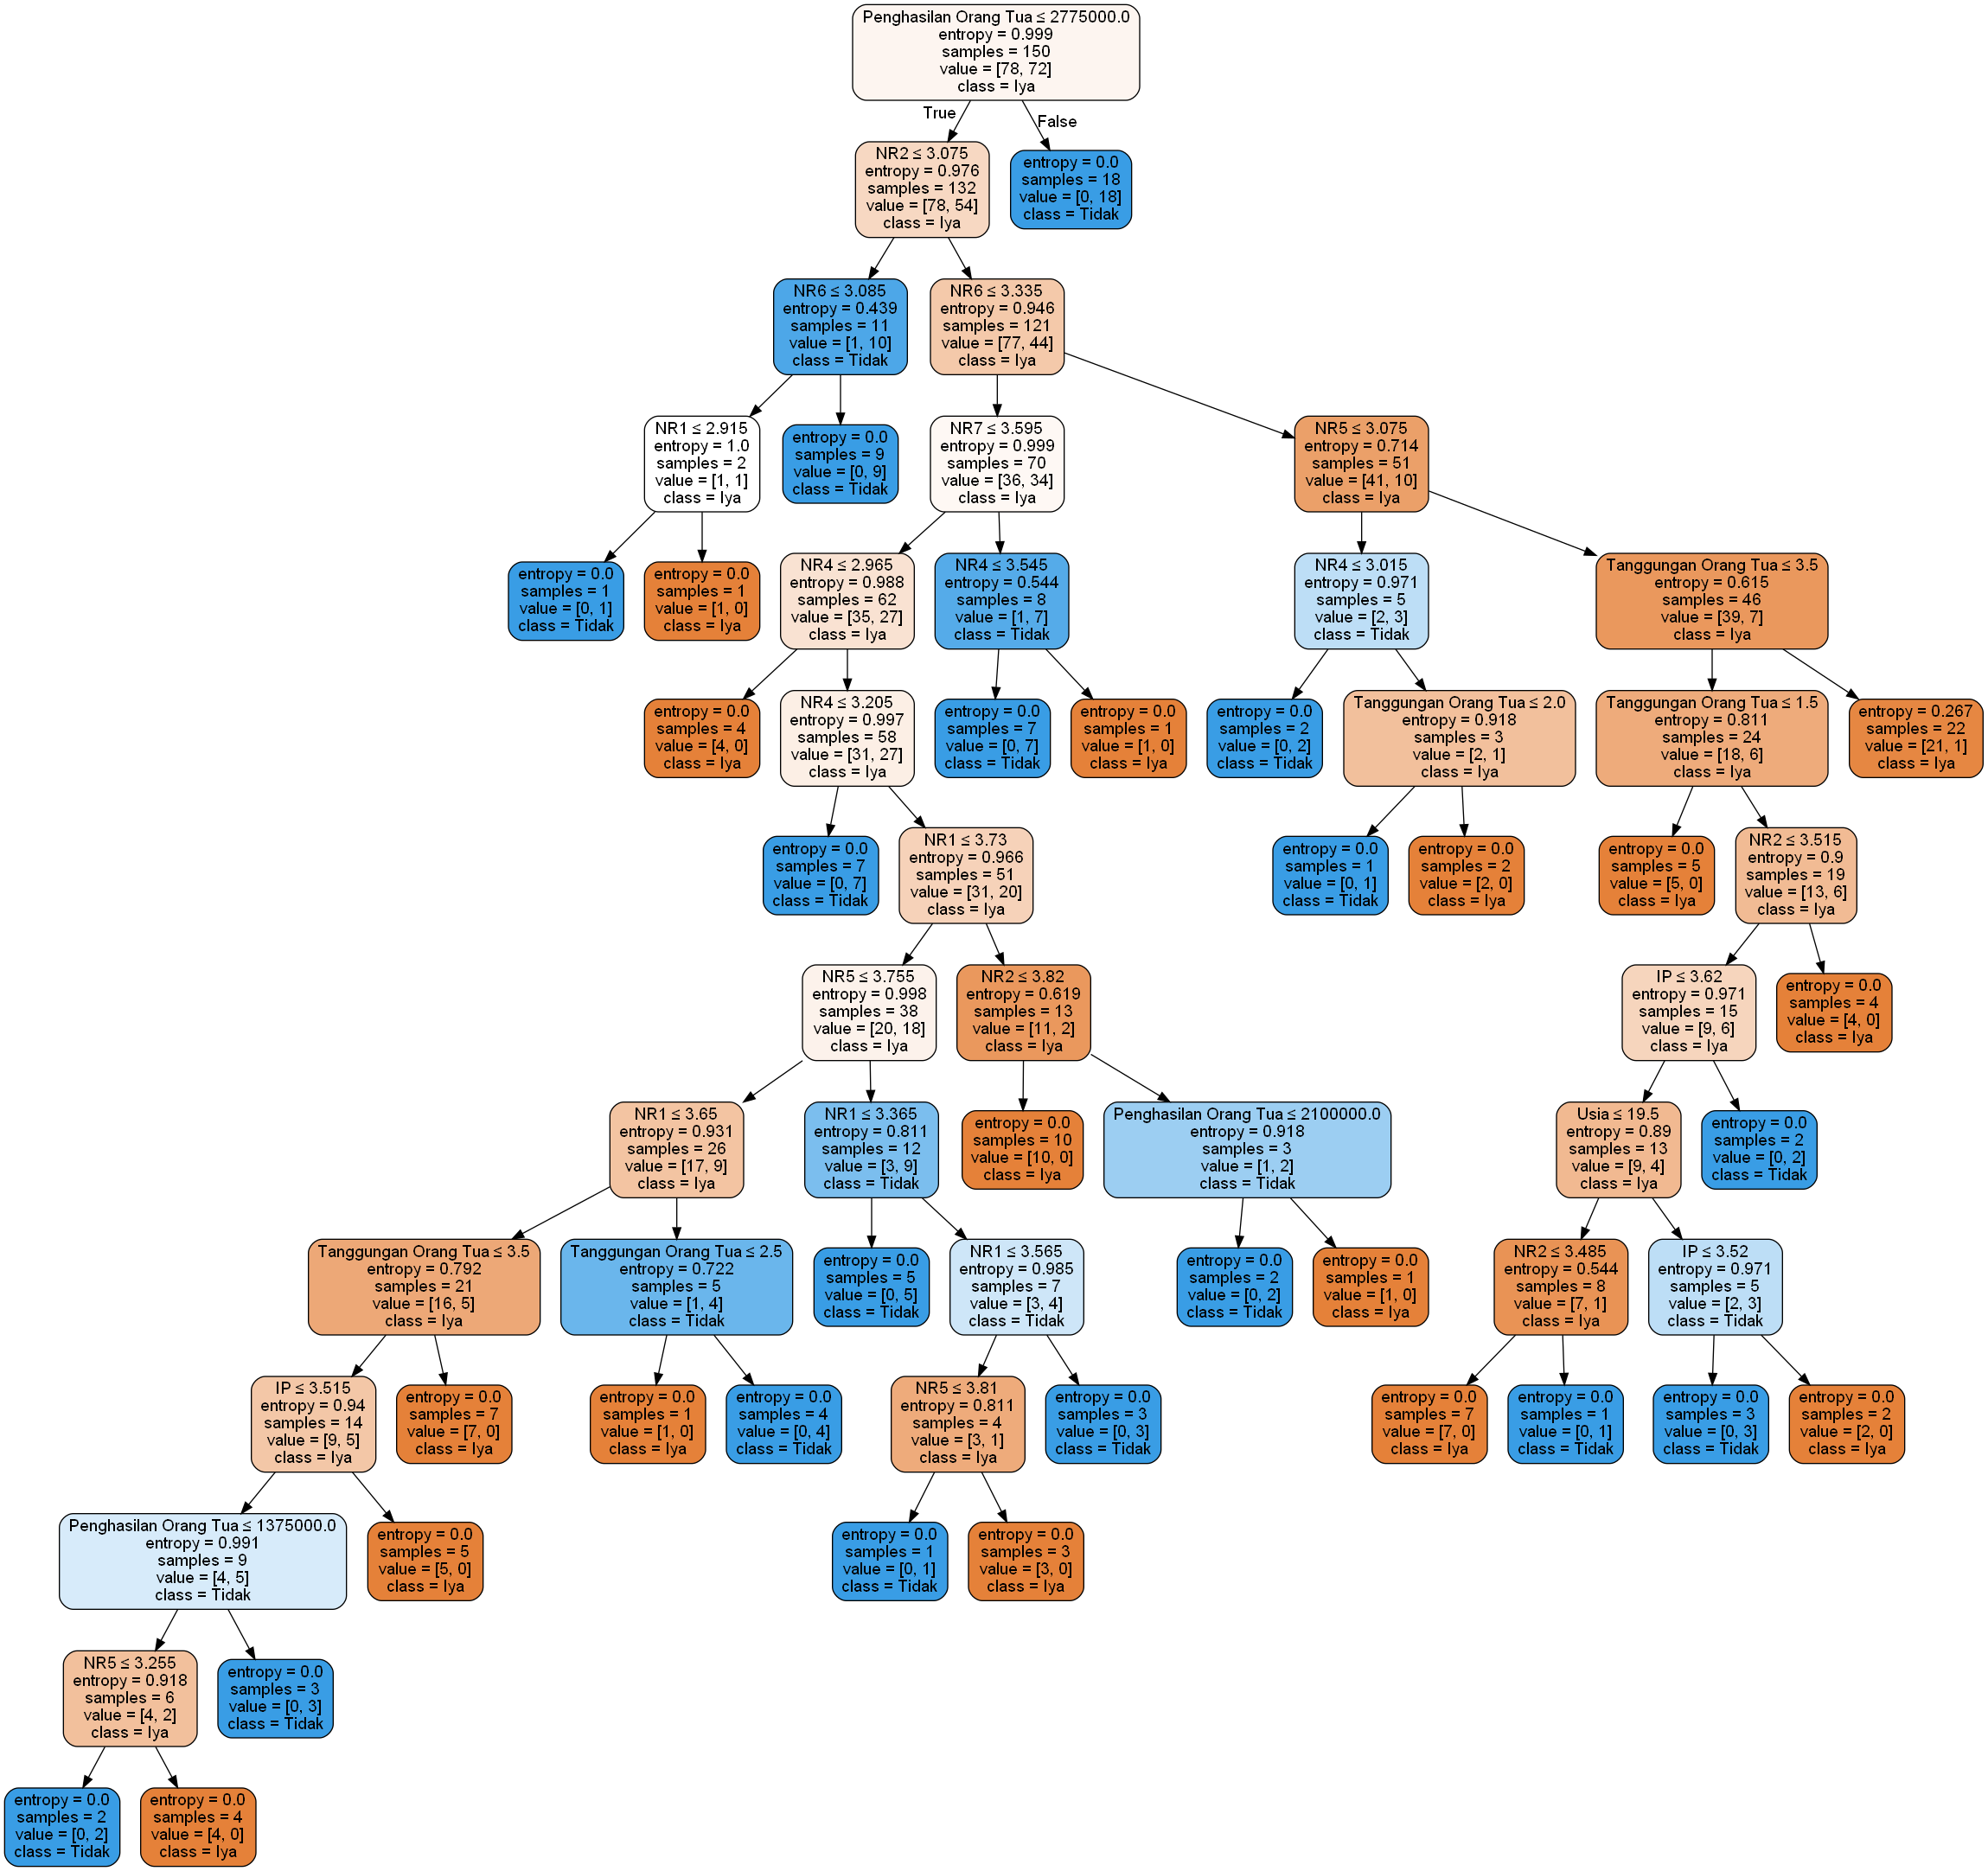 Penghasilan Orang Tua ≤ 2775000.0
entropy = 0.999
samples = 150
value = [78, 72]
class = Iya
True
False
NR2 ≤ 3.075
entropy = 0.976
samples = 132
value = [78, 54]
class = Iya
entropy = 0.0
samples = 18
value = [0, 18]
class = Tidak
NR6 ≤ 3.085
entropy = 0.439
samples = 11
value = [1, 10]
class = Tidak
NR6 ≤ 3.335
entropy = 0.946
samples = 121
value = [77, 44]
class = Iya
NR1 ≤ 2.915
entropy = 1.0
samples = 2
value = [1, 1]
class = Iya
entropy = 0.0
samples = 9
value = [0, 9]
class = Tidak
NR7 ≤ 3.595
entropy = 0.999
samples = 70
value = [36, 34]
class = Iya
NR5 ≤ 3.075
entropy = 0.714
samples = 51
value = [41, 10]
class = Iya
entropy = 0.0
samples = 1
value = [0, 1]
class = Tidak
entropy = 0.0
samples = 1
value = [1, 0]
class = Iya
NR4 ≤ 2.965
entropy = 0.988
samples = 62
value = [35, 27]
class = Iya
NR4 ≤ 3.545
entropy = 0.544
samples = 8
value = [1, 7]
class = Tidak
NR4 ≤ 3.015
entropy = 0.971
samples = 5
value = [2, 3]
class = Tidak
Tanggungan Orang Tua ≤ 3.5
entropy = 0.615
samples = 46
value = [39, 7]
class = Iya
entropy = 0.0
samples = 4
value = [4, 0]
class = Iya
NR4 ≤ 3.205
entropy = 0.997
samples = 58
value = [31, 27]
class = Iya
entropy = 0.0
samples = 7
value = [0, 7]
class = Tidak
entropy = 0.0
samples = 1
value = [1, 0]
class = Iya
entropy = 0.0
samples = 2
value = [0, 2]
class = Tidak
Tanggungan Orang Tua ≤ 2.0
entropy = 0.918
samples = 3
value = [2, 1]
class = Iya
Tanggungan Orang Tua ≤ 1.5
entropy = 0.811
samples = 24
value = [18, 6]
class = Iya
entropy = 0.267
samples = 22
value = [21, 1]
class = Iya
entropy = 0.0
samples = 7
value = [0, 7]
class = Tidak
NR1 ≤ 3.73
entropy = 0.966
samples = 51
value = [31, 20]
class = Iya
entropy = 0.0
samples = 1
value = [0, 1]
class = Tidak
entropy = 0.0
samples = 2
value = [2, 0]
class = Iya
entropy = 0.0
samples = 5
value = [5, 0]
class = Iya
NR2 ≤ 3.515
entropy = 0.9
samples = 19
value = [13, 6]
class = Iya
NR5 ≤ 3.755
entropy = 0.998
samples = 38
value = [20, 18]
class = Iya
NR2 ≤ 3.82
entropy = 0.619
samples = 13
value = [11, 2]
class = Iya
IP ≤ 3.62
entropy = 0.971
samples = 15
value = [9, 6]
class = Iya
entropy = 0.0
samples = 4
value = [4, 0]
class = Iya
NR1 ≤ 3.65
entropy = 0.931
samples = 26
value = [17, 9]
class = Iya
NR1 ≤ 3.365
entropy = 0.811
samples = 12
value = [3, 9]
class = Tidak
entropy = 0.0
samples = 10
value = [10, 0]
class = Iya
Penghasilan Orang Tua ≤ 2100000.0
entropy = 0.918
samples = 3
value = [1, 2]
class = Tidak
Usia ≤ 19.5
entropy = 0.89
samples = 13
value = [9, 4]
class = Iya
entropy = 0.0
samples = 2
value = [0, 2]
class = Tidak
Tanggungan Orang Tua ≤ 3.5
entropy = 0.792
samples = 21
value = [16, 5]
class = Iya
Tanggungan Orang Tua ≤ 2.5
entropy = 0.722
samples = 5
value = [1, 4]
class = Tidak
entropy = 0.0
samples = 5
value = [0, 5]
class = Tidak
NR1 ≤ 3.565
entropy = 0.985
samples = 7
value = [3, 4]
class = Tidak
entropy = 0.0
samples = 2
value = [0, 2]
class = Tidak
entropy = 0.0
samples = 1
value = [1, 0]
class = Iya
NR2 ≤ 3.485
entropy = 0.544
samples = 8
value = [7, 1]
class = Iya
IP ≤ 3.52
entropy = 0.971
samples = 5
value = [2, 3]
class = Tidak
IP ≤ 3.515
entropy = 0.94
samples = 14
value = [9, 5]
class = Iya
entropy = 0.0
samples = 7
value = [7, 0]
class = Iya
entropy = 0.0
samples = 1
value = [1, 0]
class = Iya
entropy = 0.0
samples = 4
value = [0, 4]
class = Tidak
NR5 ≤ 3.81
entropy = 0.811
samples = 4
value = [3, 1]
class = Iya
entropy = 0.0
samples = 3
value = [0, 3]
class = Tidak
entropy = 0.0
samples = 7
value = [7, 0]
class = Iya
entropy = 0.0
samples = 1
value = [0, 1]
class = Tidak
entropy = 0.0
samples = 3
value = [0, 3]
class = Tidak
entropy = 0.0
samples = 2
value = [2, 0]
class = Iya
Penghasilan Orang Tua ≤ 1375000.0
entropy = 0.991
samples = 9
value = [4, 5]
class = Tidak
entropy = 0.0
samples = 5
value = [5, 0]
class = Iya
entropy = 0.0
samples = 1
value = [0, 1]
class = Tidak
entropy = 0.0
samples = 3
value = [3, 0]
class = Iya
NR5 ≤ 3.255
entropy = 0.918
samples = 6
value = [4, 2]
class = Iya
entropy = 0.0
samples = 3
value = [0, 3]
class = Tidak
entropy = 0.0
samples = 2
value = [0, 2]
class = Tidak
entropy = 0.0
samples = 4
value = [4, 0]
class = Iya